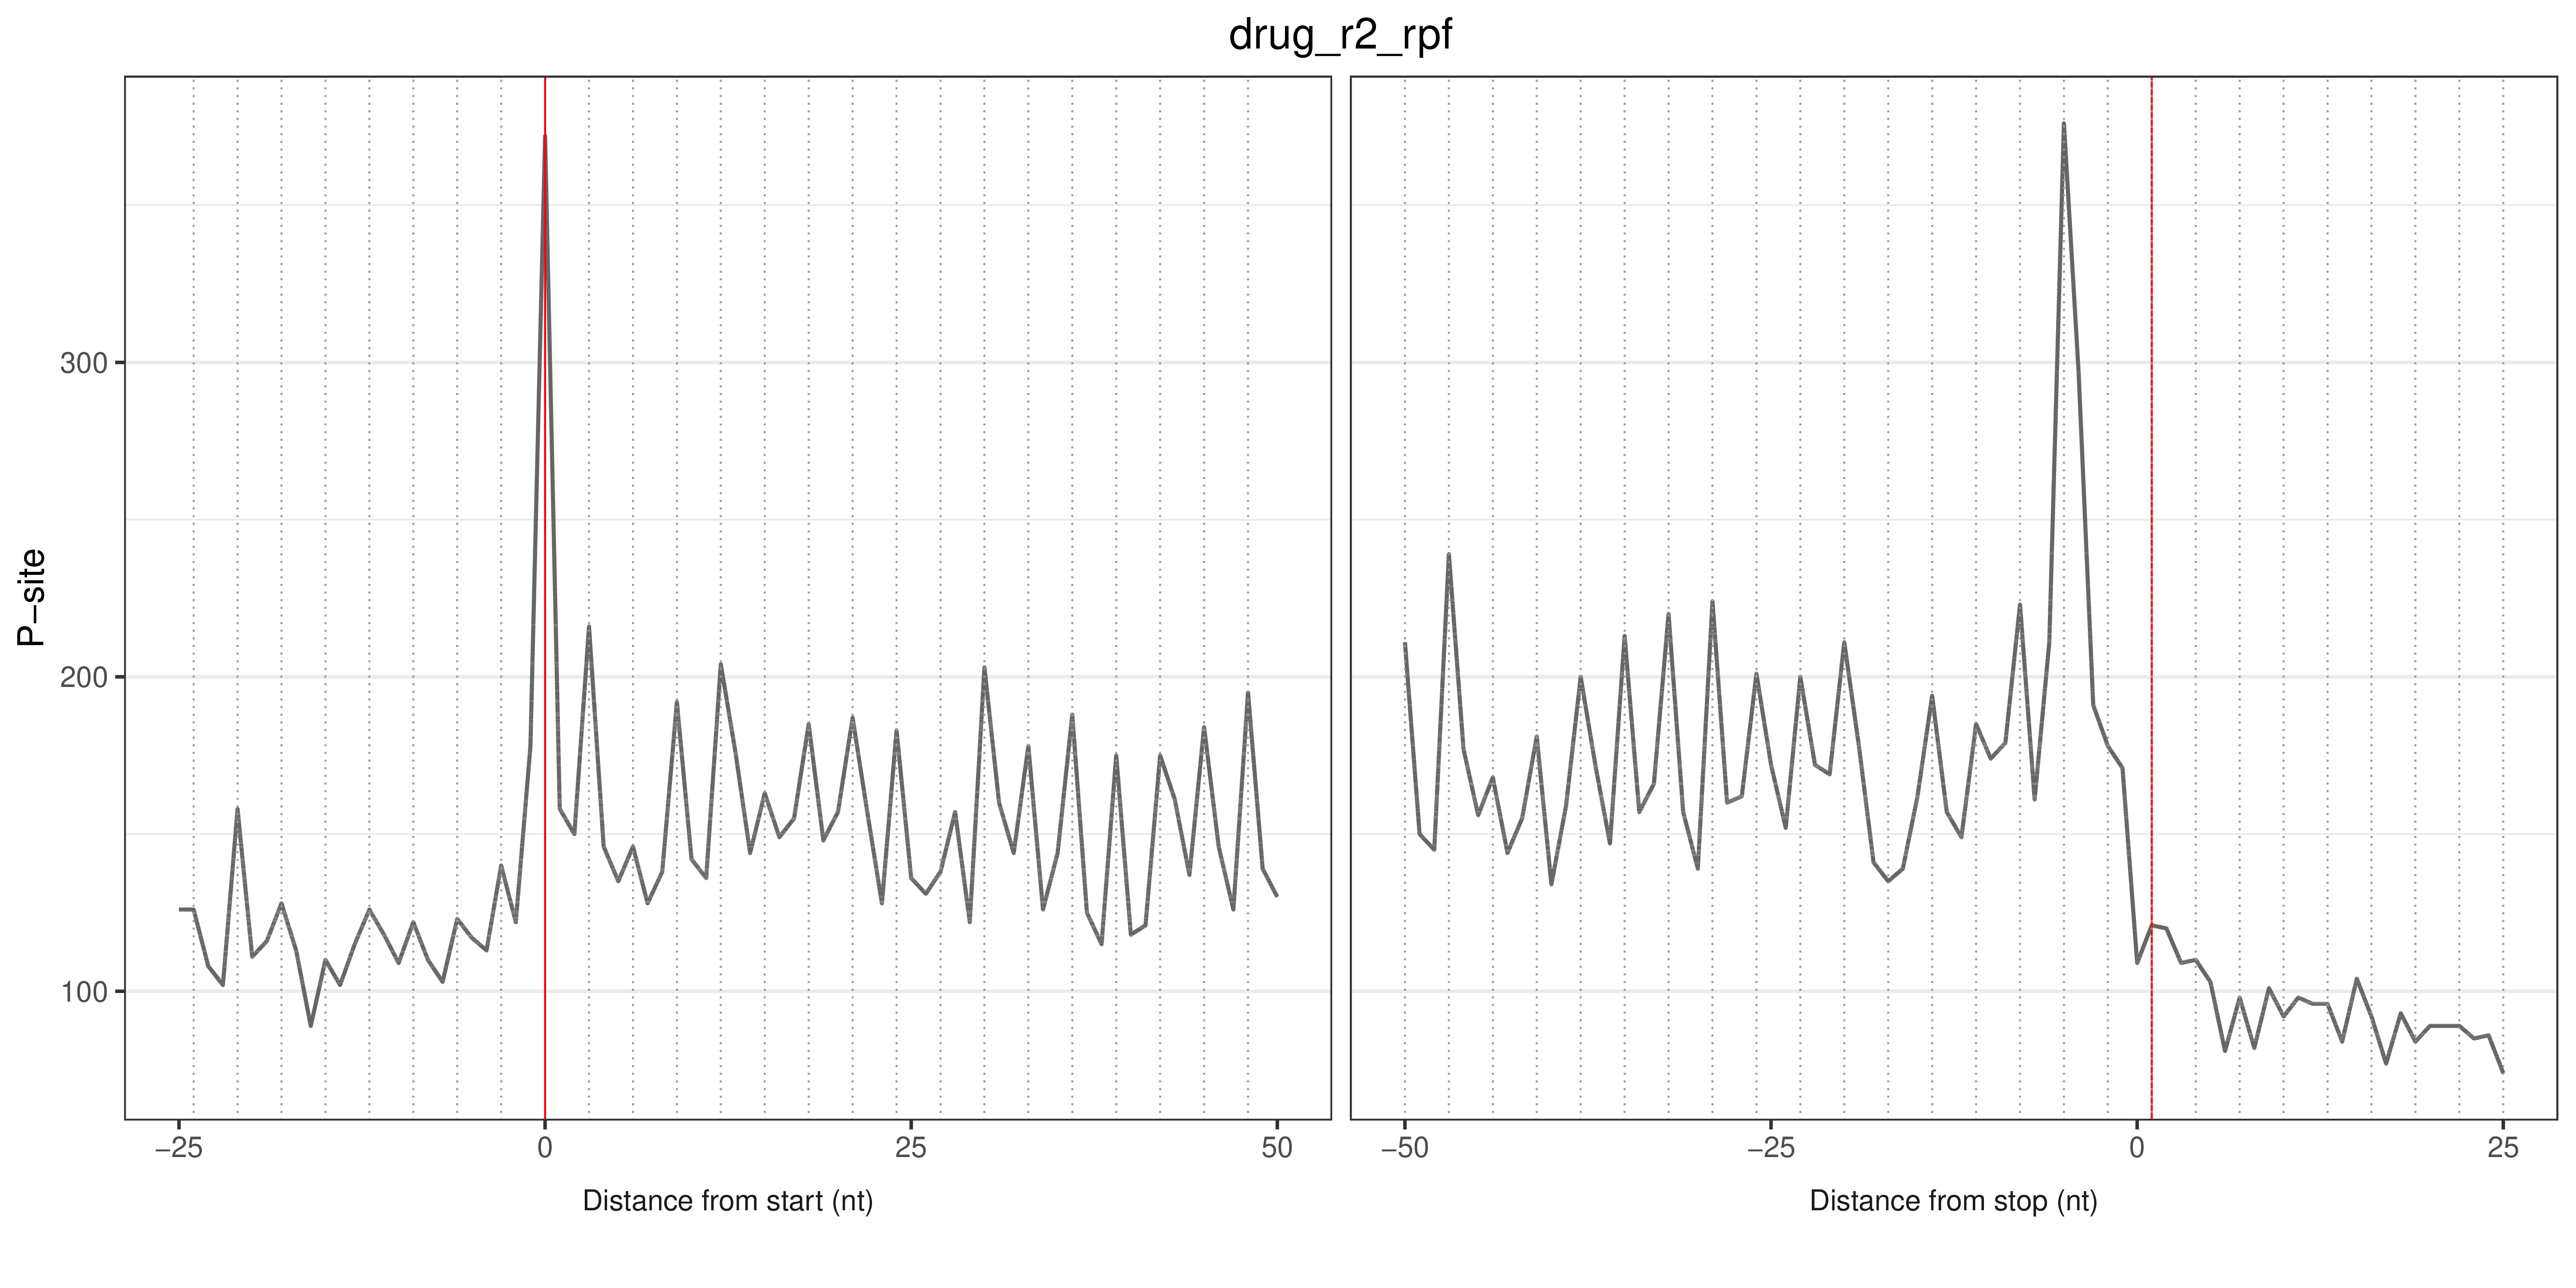 drug_r2_rpf
P−site
300
200
100
−25 0 25 50
−50 −25 0 25
Distance from start (nt)
Distance from stop (nt)